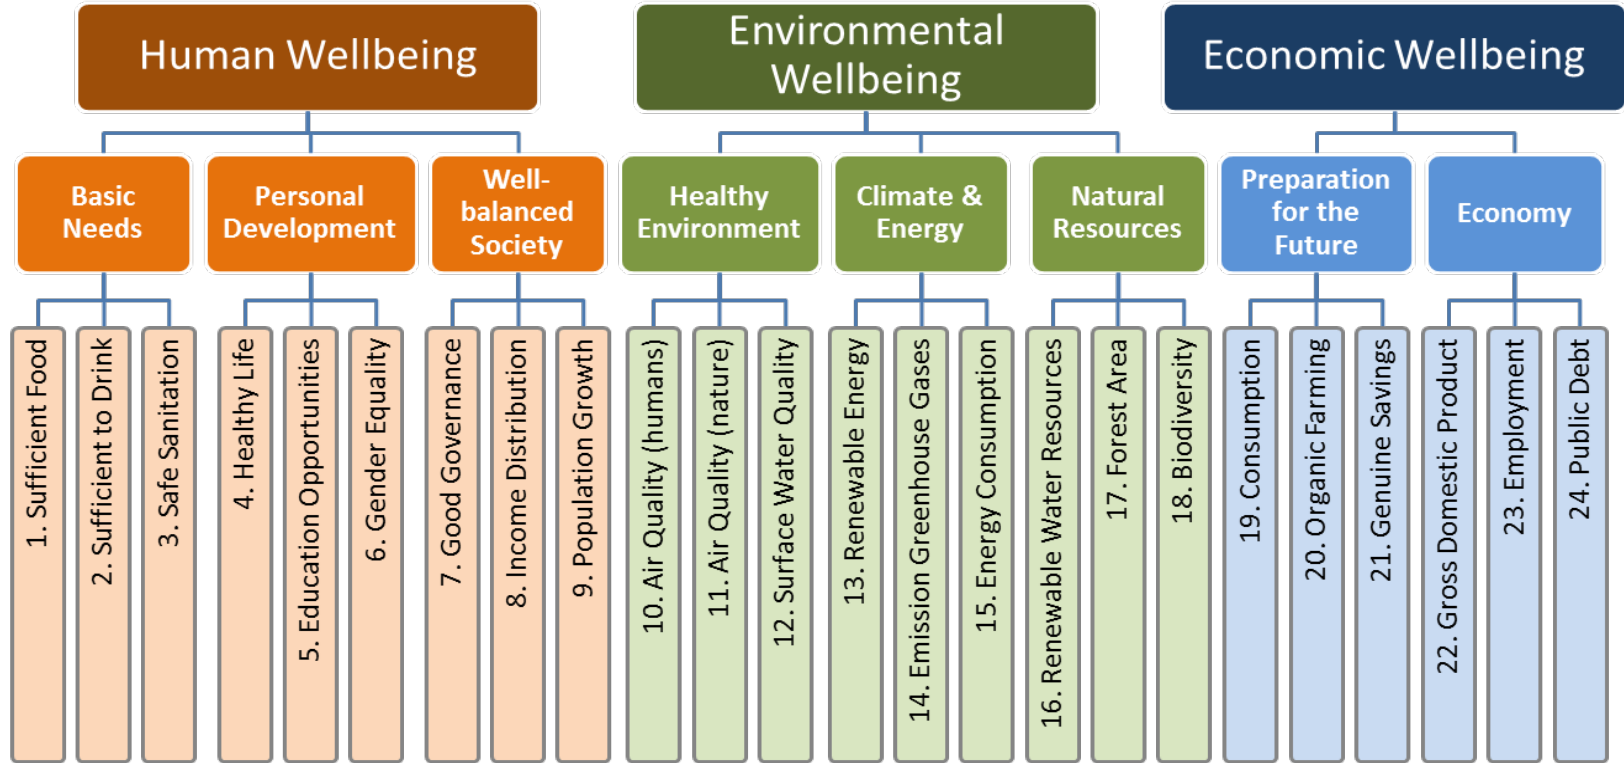 Human Wellbeing
Environmental
Wellbeing
Economic Wellbeing
Basic
Needs
Personal
Development
Well-
balanced
Society
Healthy
Environment
Climate &
Energy
Natural
Resources
Preparation
for the
Future
Economy
1. Sufficient Food
2. Sufficient to Drink
3. Safe Sanitation
4. Healthy Life
5. Education Opportunities
6. Gender Equality
7. Good Governance
8. Income Distribution
9. Population Growth
10. Air Quality (humans)
11. Air Quality (nature)
12. Surface Water Quality
13. Renewable Energy
14. Emission Greenhouse Gases
15. Energy Consumption
16. Renewable Water Resources
17. Forest Area
18. Biodiversity
19. Consumption
20. Organic Farming
21. Genuine Savings
22. Gross Domestic Product
23. Employment
24. Public Debt